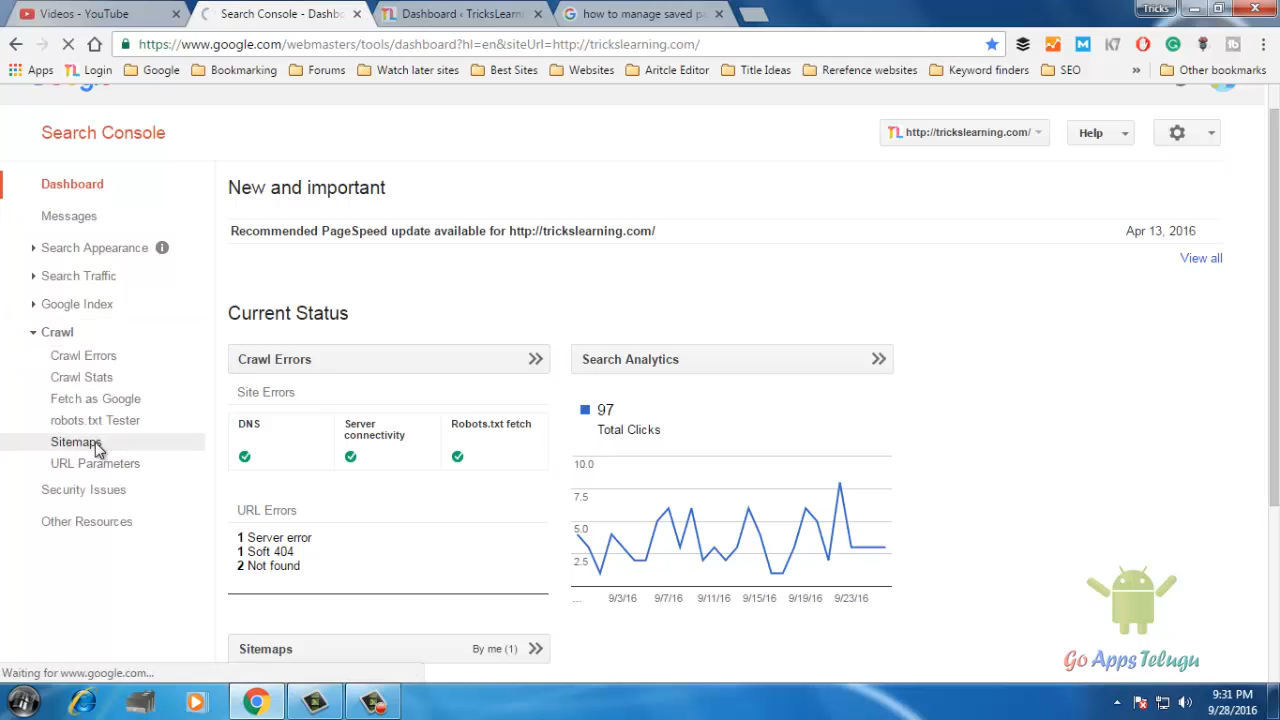 Videos - YouTube
Search Console - Dashbo
Dashboard ‹ TricksLearni
how to manage saved pa
Tricks
https://www.google.com/webmasters/tools/dashboard?hl=en&siteUrl=http://trickslearning.com/
Apps
Login
Google
Bookmarking
Forums
Watch later sites
Best Sites
Websites
Aritcle Editor
Title Ideas
Rerefence websites
Keyword finders
SEO
»
Other bookmarks
Search Console
http://trickslearning.com/
Help
Dashboard
Messages
Search Appearance
Search Traffic
Google Index
Crawl
Crawl Errors
Crawl Stats
Fetch as Google
robots.txt Tester
Sitemaps
URL Parameters
Security Issues
Other Resources
New and important
Recommended PageSpeed update available for http://trickslearning.com/
Apr 13, 2016
View all
Current Status
Crawl Errors
Site Errors
DNS
Server connectivity
Robots.txt fetch
URL Errors
1 Server error
1 Soft 404
2 Not found
Search Analytics
97
Total Clicks
10.0
7.5
5.0
2.5
...
9/3/16
9/7/16
9/11/16
9/15/16
9/19/16
9/23/16
Sitemaps
By me (1)
Go AppsTelugu
Waiting for www.google.com...
9:31 PM
9/28/2016